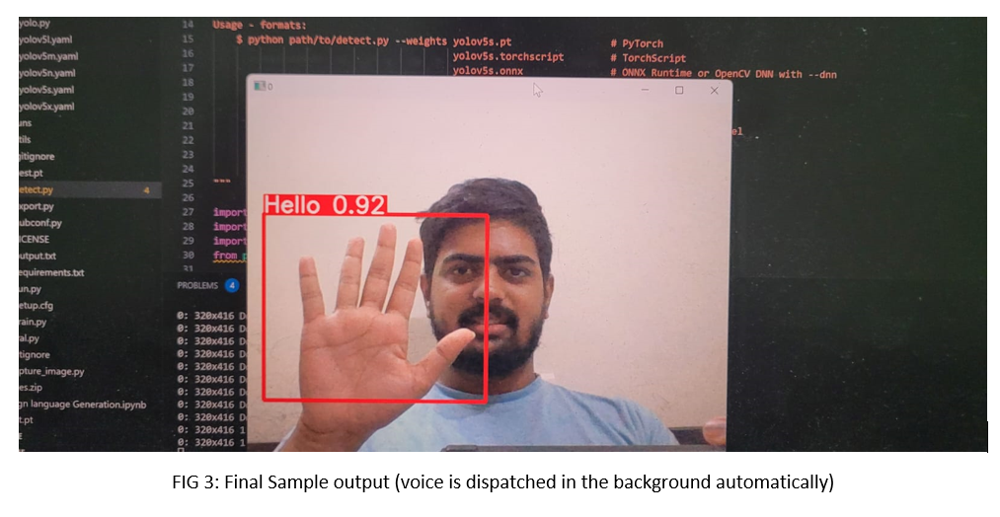 yolo.py
yolov5l.yaml
yolov5m.yaml
yolov5n.yaml
yolov5s.yaml
yolov5x.yaml
uns
tils
gitignore
est.pt
etect.py 4
xport.py
ubconf.py
ICENSE
utput.txt
equirements.txt
un.py
etup.cfg
rain.py
al.py
tignore
pture_image.py
es.zip
gn language Generation.ipynb
t.pt
14 Usage - formats:
15 $ python path/to/detect.py --weights yolov5s.pt # PyTorch
16 yolov5s.torchscript # TorchScript
17 yolov5s.onnx # ONNX Runtime or OpenCV DNN with --dnn
18
19
20
21 el
22
23
24
25 """
26
27 import
28 import
29 import
30 from p
31
0
Hello 0.92
PROBLEMS 4
0: 320x416 D
0: 320x416 D
0: 320x416 D
0: 320x416 D
0: 320x416 D
0: 320x416 D
0: 320x416 D
0: 320x416 D
0: 320x416 D
0: 320x416 1
0: 320x416 1
FIG 3: Final Sample output (voice is dispatched in the background automatically)